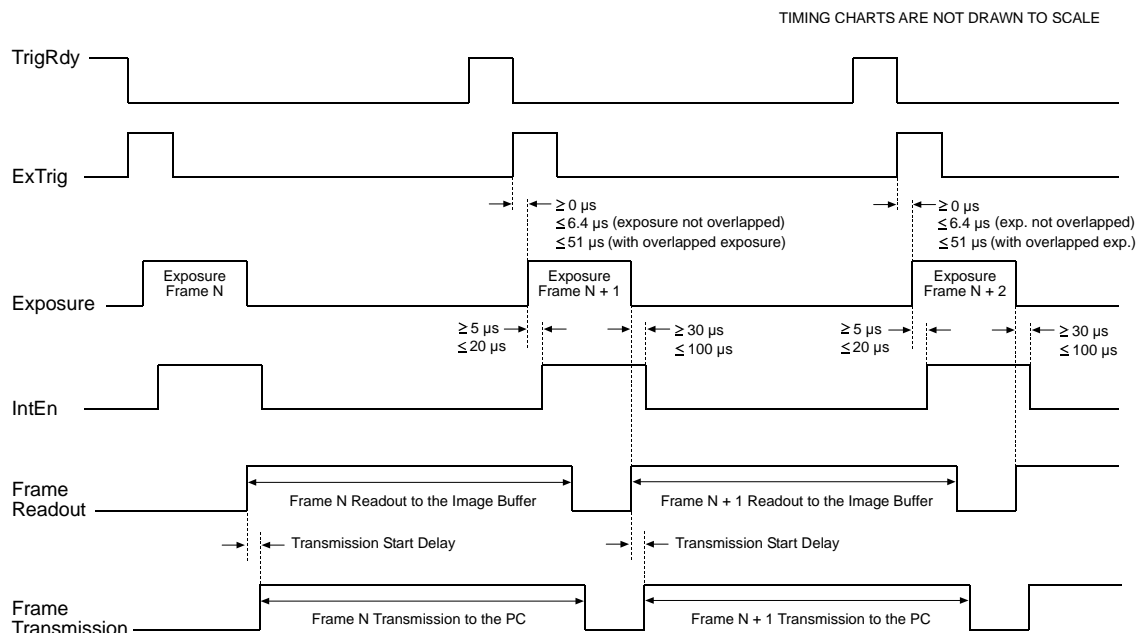 TIMING CHARTS ARE NOT DRAWN TO SCALE
TrigRdy
ExTrig
≥ 0 µs
≤ 6.4 µs (exposure not overlapped)
≤ 51 µs (with overlapped exposure)
≥ 0 µs
≤ 6.4 µs (exp. not overlapped)
≤ 51 µs (with overlapped exp.)
Exposure
Exposure
Frame N
Exposure
Frame N + 1
Exposure
Frame N + 2
≥ 5 µs
≤ 20 µs
≥ 30 µs
≤ 100 µs
≥ 5 µs
≤ 20 µs
≥ 30 µs
≤ 100 µs
IntEn
Frame
Readout
Frame N Readout to the Image Buffer
Frame N + 1 Readout to the Image Buffer
Transmission Start Delay
Transmission Start Delay
Frame
Transmission
Frame N Transmission to the PC
Frame N + 1 Transmission to the PC